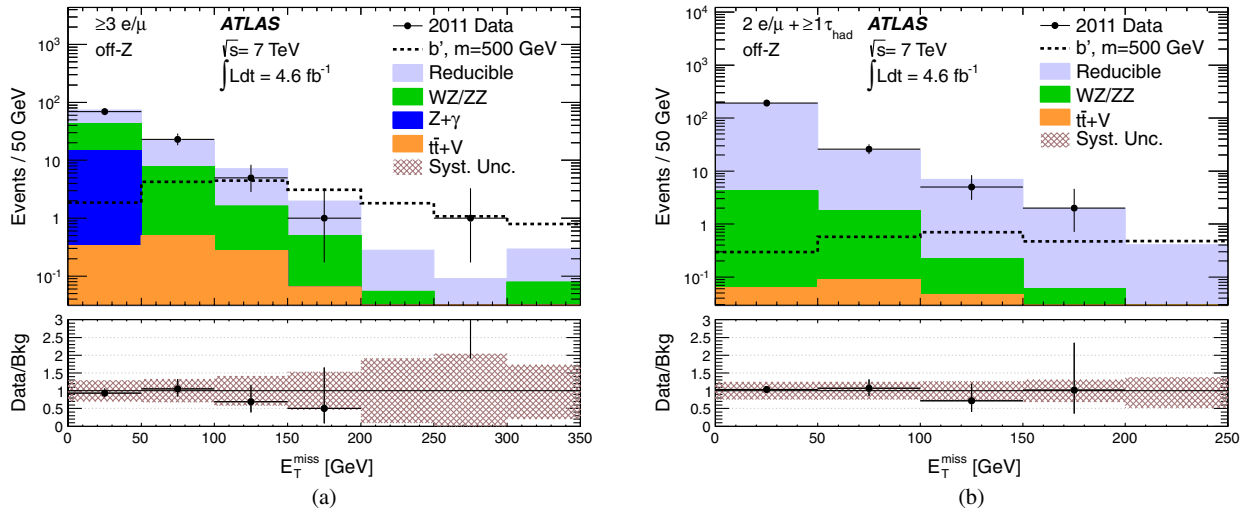 ≥3 e/μ
off-Z
ATLAS
√s= 7 TeV
∫Ldt = 4.6 fb⁻¹
2011 Data
b', m=500 GeV
Reducible
WZ/ZZ
Z+γ
tt̄+V
Syst. Unc.
Events / 50 GeV
10³
10²
10
1
10⁻¹
Data/Bkg
3
2.5
2
1.5
1
0.5
0
0 50 100 150 200 250 300 350
E_T^miss [GeV]
(a)
2 e/μ + ≥1τ_had
off-Z
ATLAS
√s= 7 TeV
∫Ldt = 4.6 fb⁻¹
2011 Data
b', m=500 GeV
Reducible
WZ/ZZ
tt̄+V
Syst. Unc.
Events / 50 GeV
10⁴
10³
10²
10
1
10⁻¹
Data/Bkg
3
2.5
2
1.5
1
0.5
0
0 50 100 150 200 250
E_T^miss [GeV]
(b)